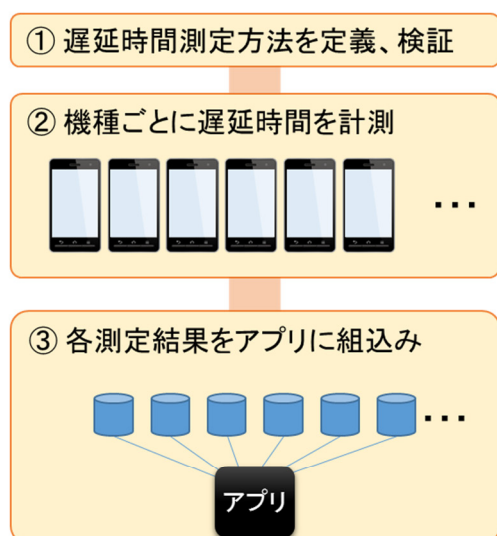 ① 遅延時間測定方法を定義、検証
② 機種ごとに遅延時間を計測
...
③ 各測定結果をアプリに組込み
...
アプリ